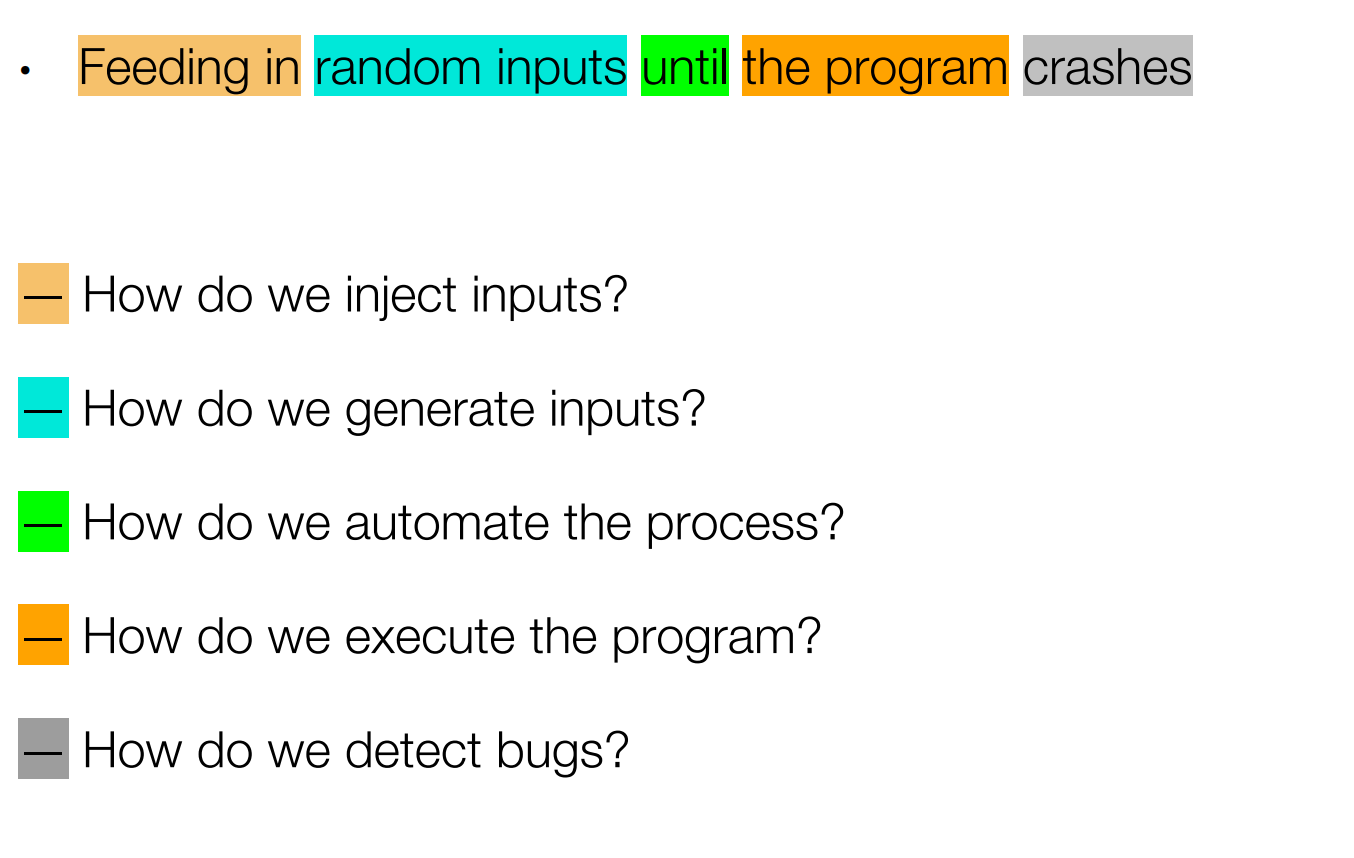 • Feeding in random inputs until the program crashes
— How do we inject inputs?
— How do we generate inputs?
— How do we automate the process?
— How do we execute the program?
— How do we detect bugs?